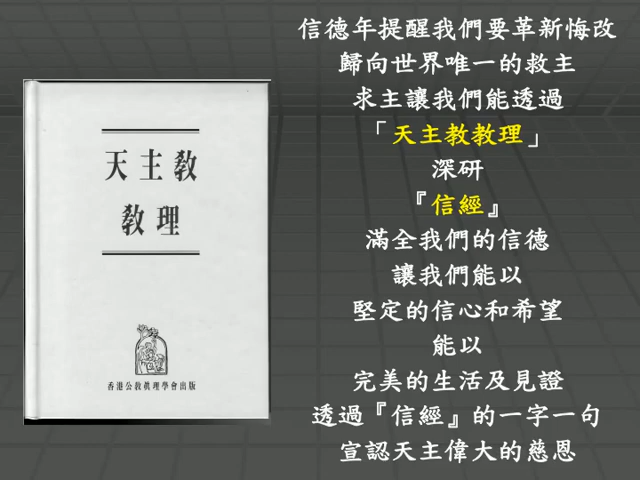 天主教
教理
香港公教真理學會出版
信德年提醒我們要革新悔改
歸向世界唯一的救主
求主讓我們能透過
「天主教教理」
深研
『信經』
滿全我們的信德
讓我們能以
堅定的信心和希望
能以
完美的生活及見證
透過『信經』的一字一句
宣認天主偉大的慈恩